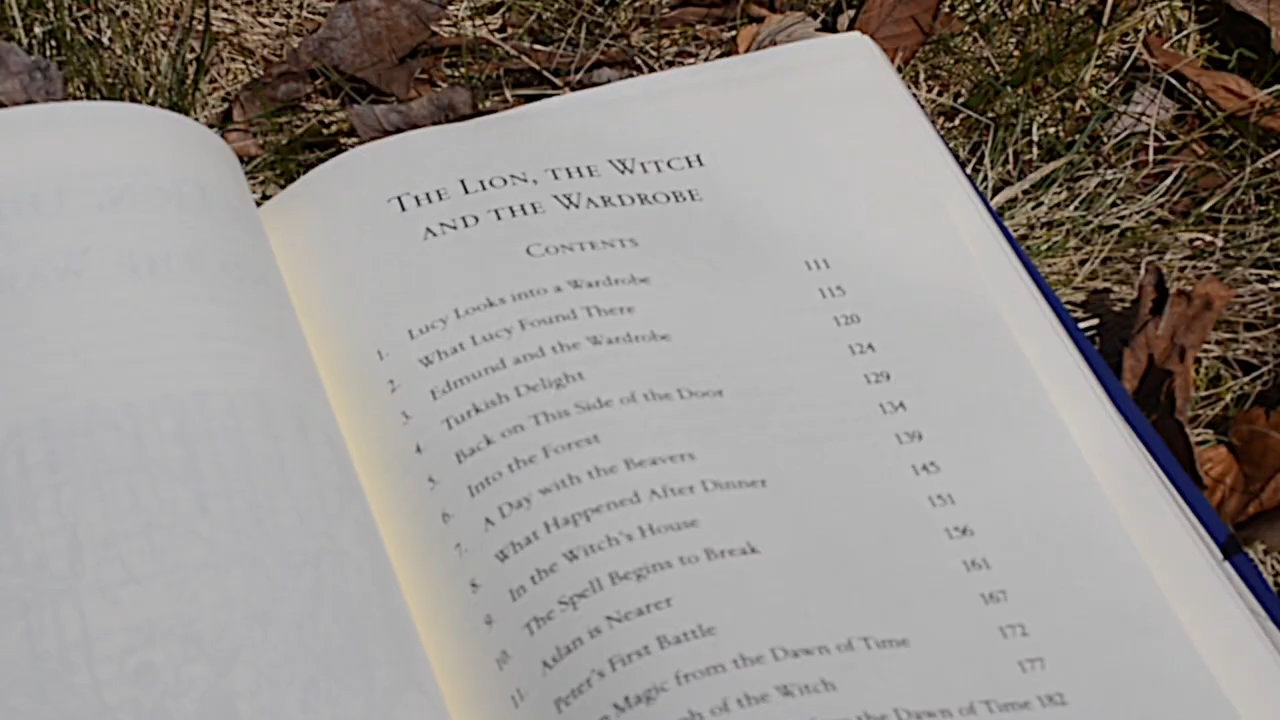 THE LION, THE WITCH
AND THE WARDROBE
CONTENTS
1. Lucy Looks into a Wardrobe 111
2. What Lucy Found There 115
3. Edmund and the Wardrobe 120
4. Turkish Delight 124
5. Back on This Side of the Door 129
6. Into the Forest 134
7. A Day with the Beavers 139
8. What Happened After Dinner 145
9. In the Witch's House 151
10. The Spell Begins to Break 156
11. Aslan is Nearer 161
Peter's First Battle 167
Magic from the Dawn of Time 172
of the Witch 177
the Dawn of Time 182